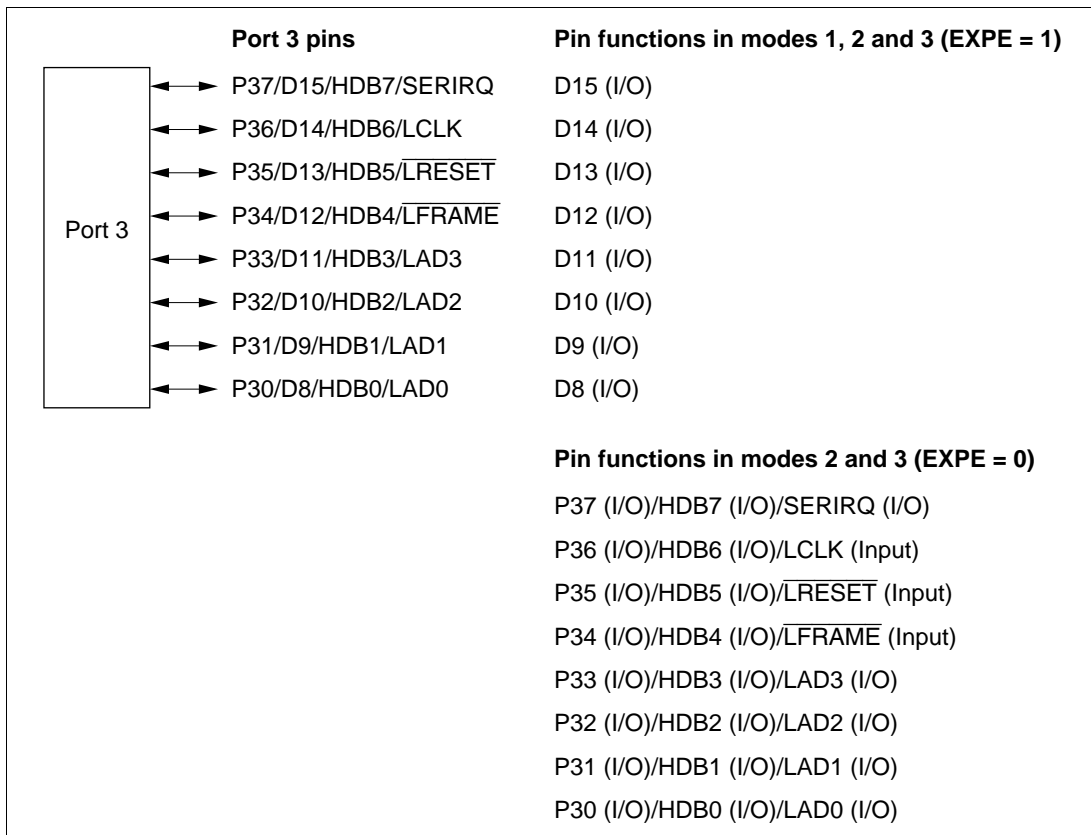 Port 3 pins Pin functions in modes 1, 2 and 3 (EXPE = 1)
P37/D15/HDB7/SERIRQ D15 (I/O)
P36/D14/HDB6/LCLK D14 (I/O)
P35/D13/HDB5/L̅R̅E̅S̅E̅T̅ D13 (I/O)
P34/D12/HDB4/L̅F̅R̅A̅M̅E̅ D12 (I/O)
Port 3
P33/D11/HDB3/LAD3 D11 (I/O)
P32/D10/HDB2/LAD2 D10 (I/O)
P31/D9/HDB1/LAD1 D9 (I/O)
P30/D8/HDB0/LAD0 D8 (I/O)
Pin functions in modes 2 and 3 (EXPE = 0)
P37 (I/O)/HDB7 (I/O)/SERIRQ (I/O)
P36 (I/O)/HDB6 (I/O)/LCLK (Input)
P35 (I/O)/HDB5 (I/O)/L̅R̅E̅S̅E̅T̅ (Input)
P34 (I/O)/HDB4 (I/O)/L̅F̅R̅A̅M̅E̅ (Input)
P33 (I/O)/HDB3 (I/O)/LAD3 (I/O)
P32 (I/O)/HDB2 (I/O)/LAD2 (I/O)
P31 (I/O)/HDB1 (I/O)/LAD1 (I/O)
P30 (I/O)/HDB0 (I/O)/LAD0 (I/O)